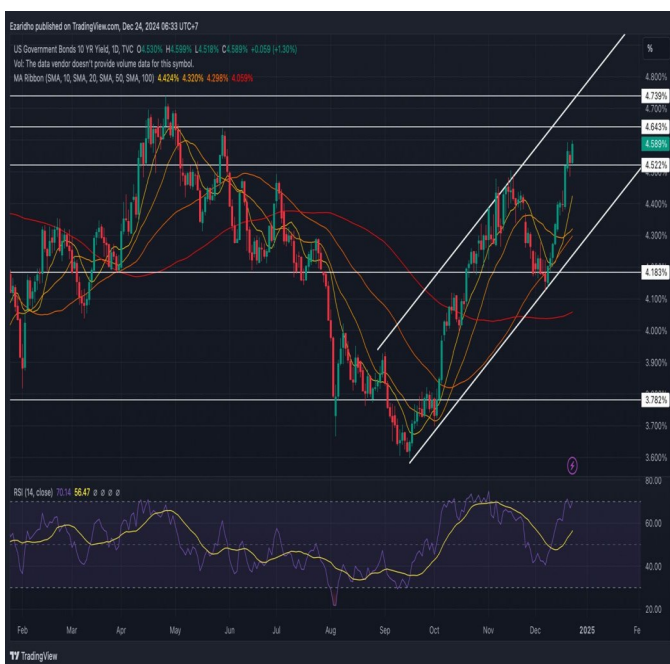 Ezaridho published on TradingView.com, Dec 24, 2024 06:33 UTC+7
US Government Bonds 10 YR Yield, 1D, TVC O4.530% H4.599% L4.518% C4.589% +0.059 (+1.30%)
Vol: The data vendor doesn't provide volume data for this symbol.
MA Ribbon (SMA, 10, SMA, 20, SMA, 50, SMA, 100) 4.424% 4.320% 4.298% 4.059%
%
4.800%
4.739%
4.643%
4.589%
4.522%
4.400%
4.300%
4.183%
4.100%
4.000%
3.900%
3.782%
3.700%
3.600%
RSI (14, close) 70.14 56.47 ø ø ø ø
80.00
60.00
40.00
20.00
Feb Mar Apr May Jun Jul Aug Sep Oct Nov Dec 2025 Fe
TradingView